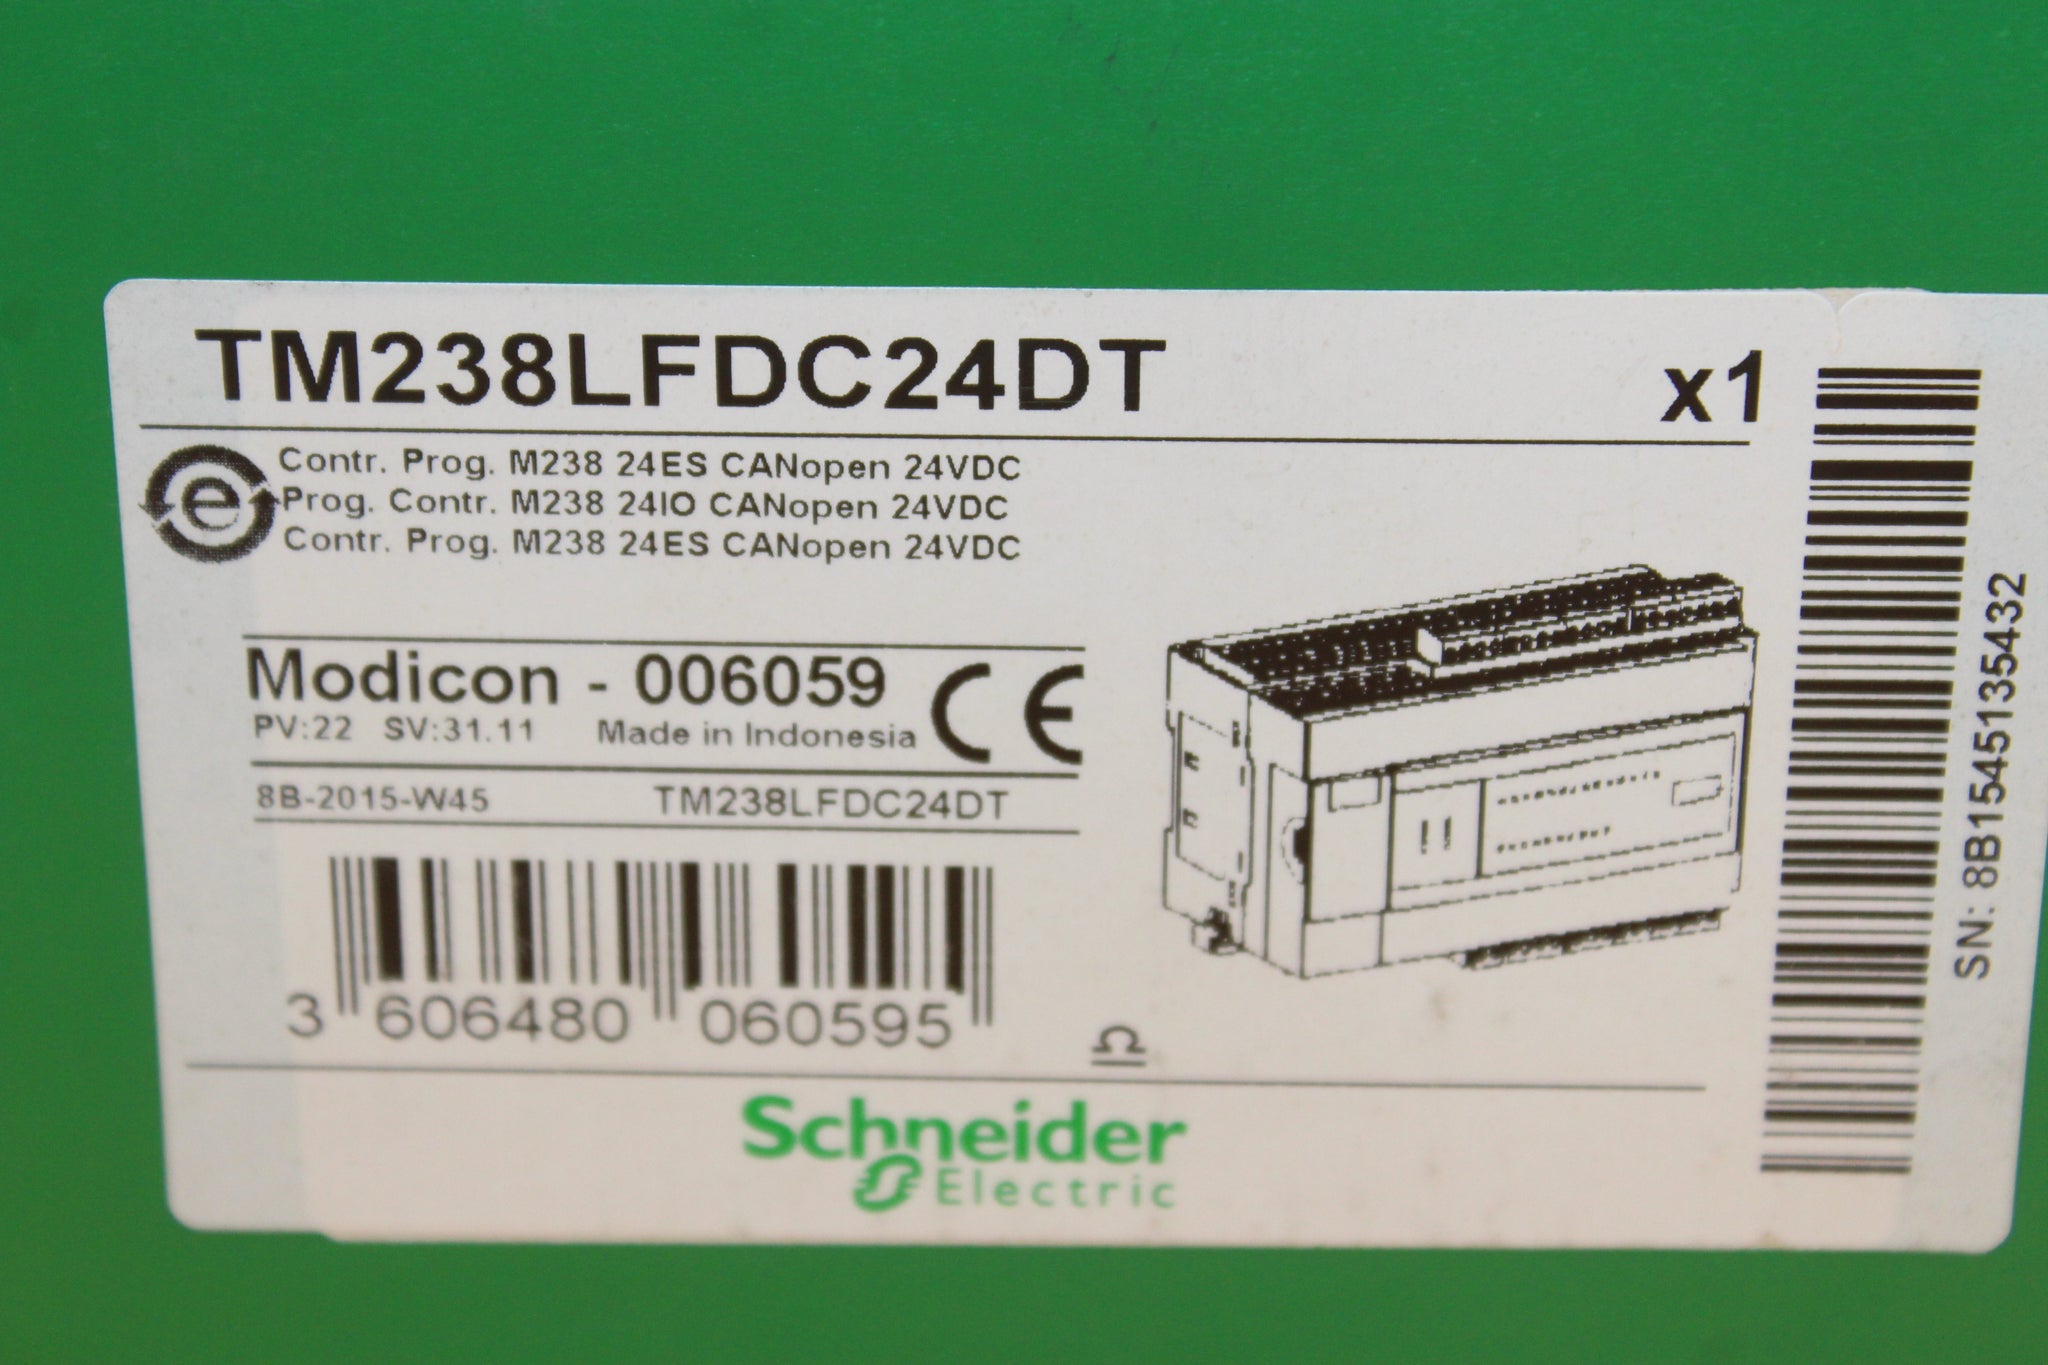 TM238LFDC24DT x1
Contr. Prog. M238 24ES CANopen 24VDC
Prog. Contr. M238 24IO CANopen 24VDC
Contr. Prog. M238 24ES CANopen 24VDC
Modicon - 006059 CE
PV:22 SV:31.11 Made in Indonesia
8B-2015-W45 TM238LFDC24DT
3 606480 060595
Schneider
Electric
SN: 8B1545135432